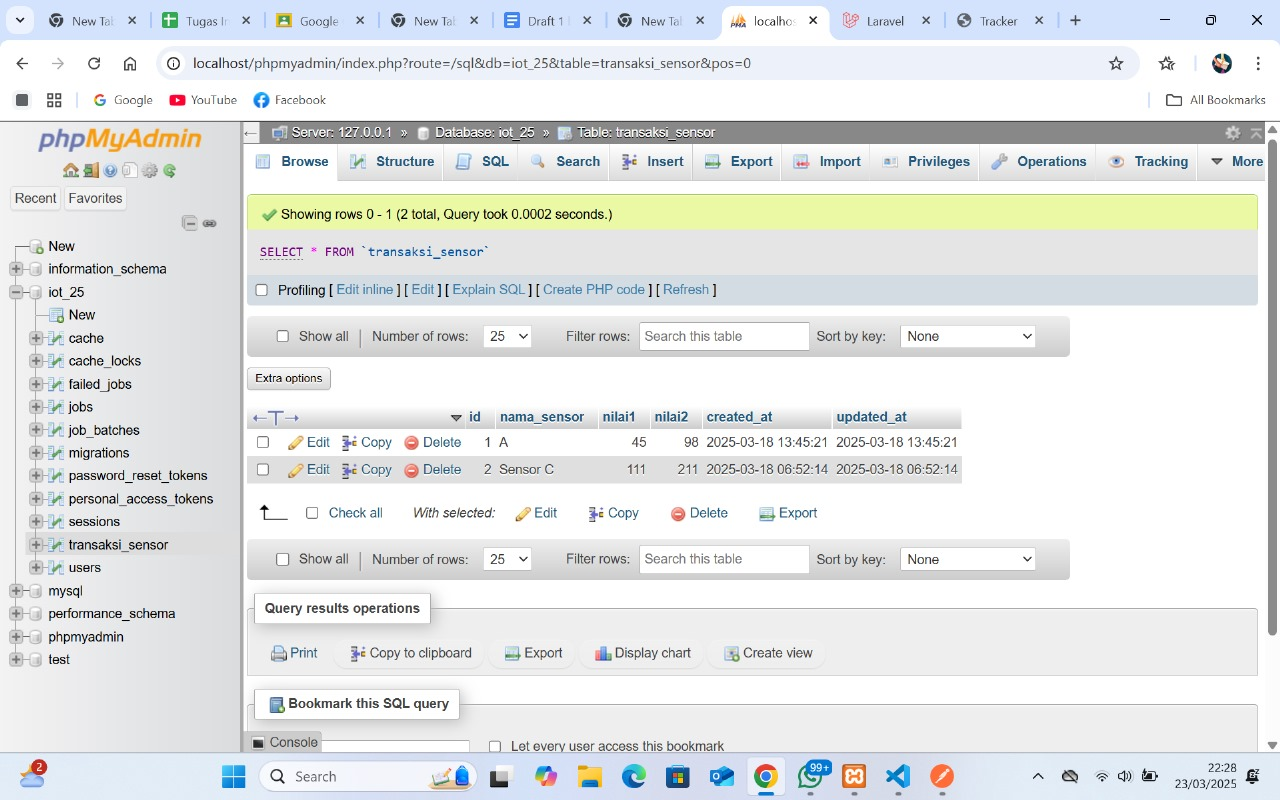 New Tab
Tugas In
Google
New Tab
Draft 1
New Tab
localhos
Laravel
Tracker
localhost/phpmyadmin/index.php?route=/sql&db=iot_25&table=transaksi_sensor&pos=0
Google YouTube Facebook All Bookmarks
phpMyAdmin
Recent Favorites
New
information_schema
iot_25
New
cache
cache_locks
failed_jobs
jobs
job_batches
migrations
password_reset_tokens
personal_access_tokens
sessions
transaksi_sensor
users
mysql
performance_schema
phpmyadmin
test
Server: 127.0.0.1 » Database: iot_25 » Table: transaksi_sensor
Browse Structure SQL Search Insert Export Import Privileges Operations Tracking More
Showing rows 0 - 1 (2 total, Query took 0.0002 seconds.)
SELECT * FROM `transaksi_sensor`
Profiling [ Edit inline ] [ Edit ] [ Explain SQL ] [ Create PHP code ] [ Refresh ]
Show all | Number of rows: 25 Filter rows: Search this table Sort by key: None
Extra options
←T→ id nama_sensor nilai1 nilai2 created_at updated_at
Edit Copy Delete 1 A 45 98 2025-03-18 13:45:21 2025-03-18 13:45:21
Edit Copy Delete 2 Sensor C 111 211 2025-03-18 06:52:14 2025-03-18 06:52:14
Check all With selected: Edit Copy Delete Export
Show all | Number of rows: 25 Filter rows: Search this table Sort by key: None
Query results operations
Print Copy to clipboard Export Display chart Create view
Bookmark this SQL query
Console
Let every user access this bookmark
2
Search
99+
22:28
23/03/2025